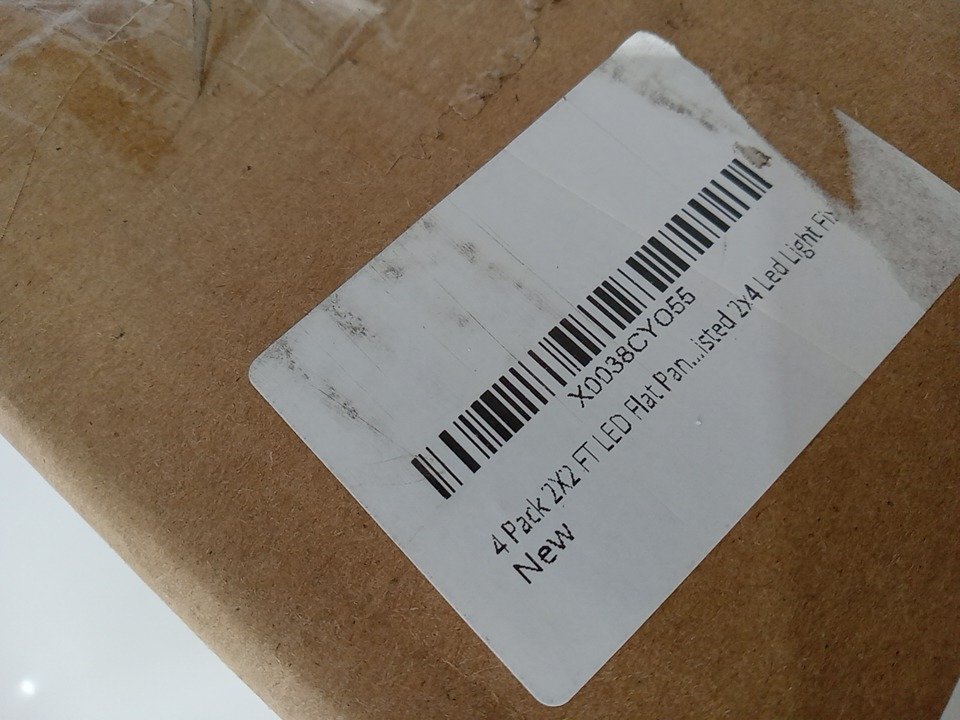 X0038CYO55
4 Pack 2X2 FT LED Flat Pan...isted 2x4 Led Light Fix
New